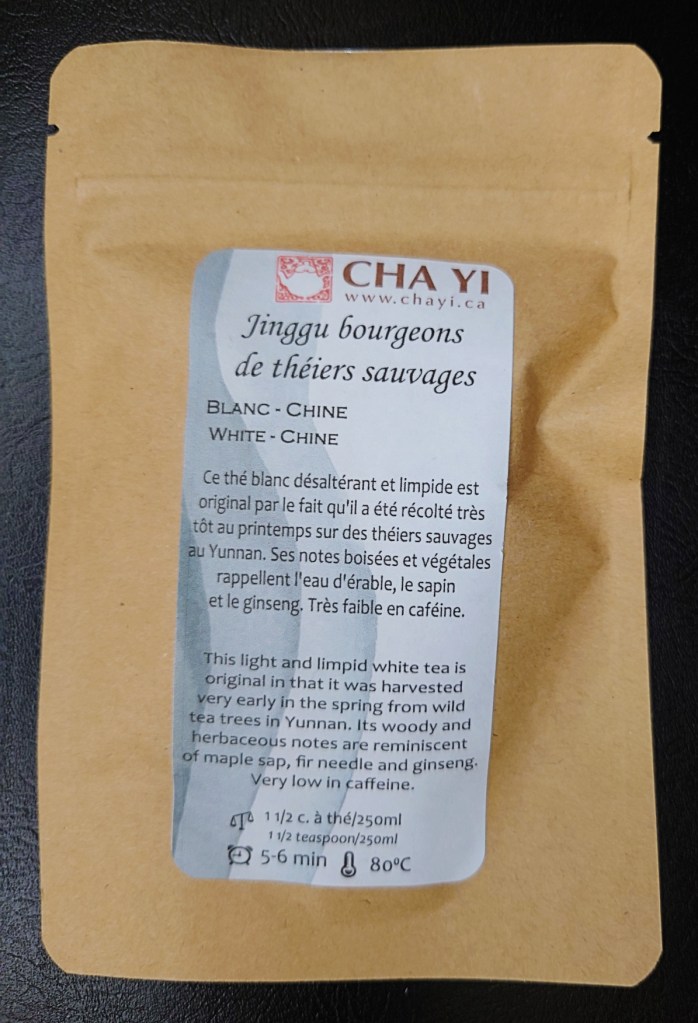 CHA YI
www.chayi.ca
Jinggu bourgeons
de théiers sauvages
BLANC - CHINE
WHITE - CHINE
Ce thé blanc désaltérant et limpide est
original par le fait qu'il a été récolté très
tôt au printemps sur des théiers sauvages
au Yunnan. Ses notes boisées et végétales
rappellent l'eau d'érable, le sapin
et le ginseng. Très faible en caféine.
This light and limpid white tea is
original in that it was harvested
very early in the spring from wild
tea trees in Yunnan. Its woody and
herbaceous notes are reminiscent
of maple sap, fir needle and ginseng.
Very low in caffeine.
1 1/2 c. à thé/250ml
1 1/2 teaspoon/250ml
5-6 min 80°C